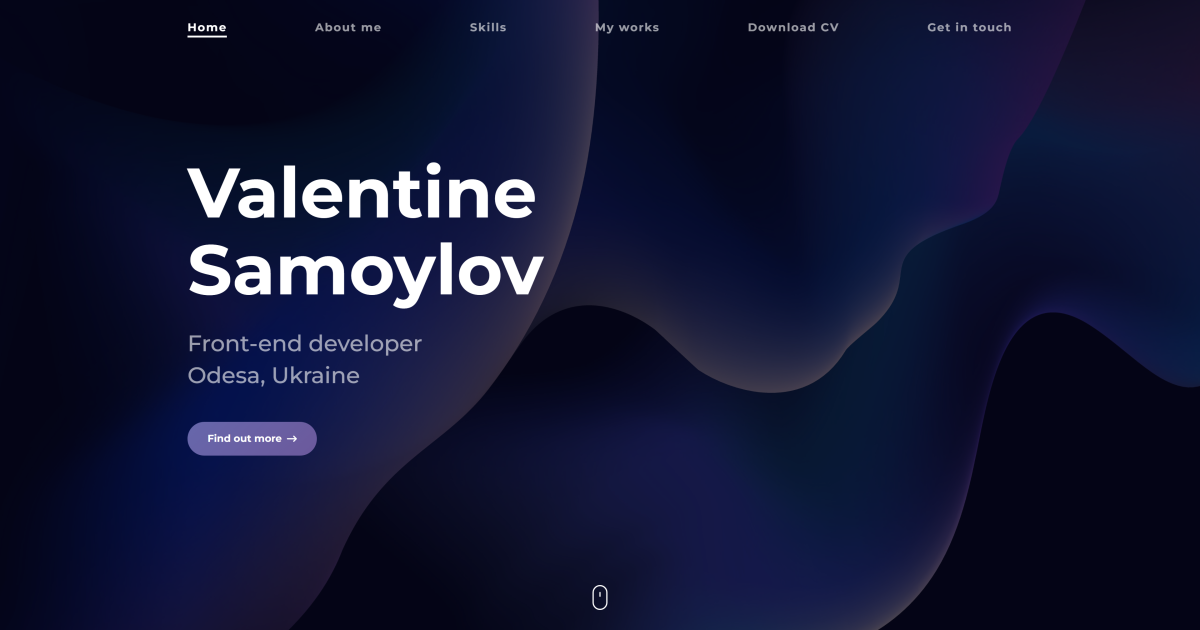 Home About me Skills My works Download CV Get in touch
Valentine
Samoylov
Front-end developer
Odesa, Ukraine
Find out more →